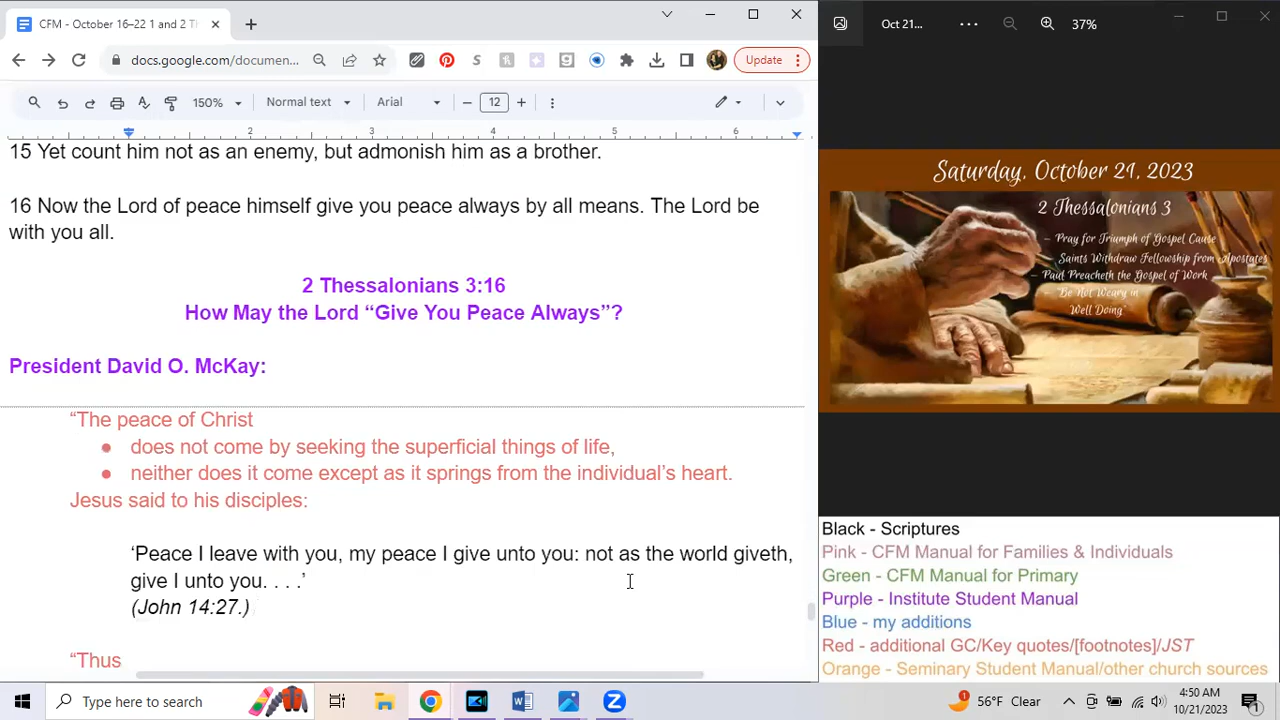 CFM - October 16–22 1 and 2 Th
docs.google.com/documen...
Update
150%
Normal text
Arial
12
2
3
4
5
6
15 Yet count him not as an enemy, but admonish him as a brother.
16 Now the Lord of peace himself give you peace always by all means. The Lord be
with you all.
2 Thessalonians 3:16
How May the Lord “Give You Peace Always”?
President David O. McKay:
“The peace of Christ
● does not come by seeking the superficial things of life,
● neither does it come except as it springs from the individual’s heart.
Jesus said to his disciples:
‘Peace I leave with you, my peace I give unto you: not as the world giveth,
give I unto you. . . .’
(John 14:27.)
“Thus
Oct 21...
37%
Saturday, October 21, 2023
2 Thessalonians 3
– Pray for Triumph of Gospel Cause
– Saints Withdraw Fellowship from Apostates
– Paul Preacheth the Gospel of Work
– "Be Not Weary in
Well Doing"
Black - Scriptures
Pink - CFM Manual for Families & Individuals
Green - CFM Manual for Primary
Purple - Institute Student Manual
Blue - my additions
Red - additional GC/Key quotes/[footnotes]/JST
Orange - Seminary Student Manual/other church sources
Type here to search
1
56°F Clear
4:50 AM
10/21/2023
1